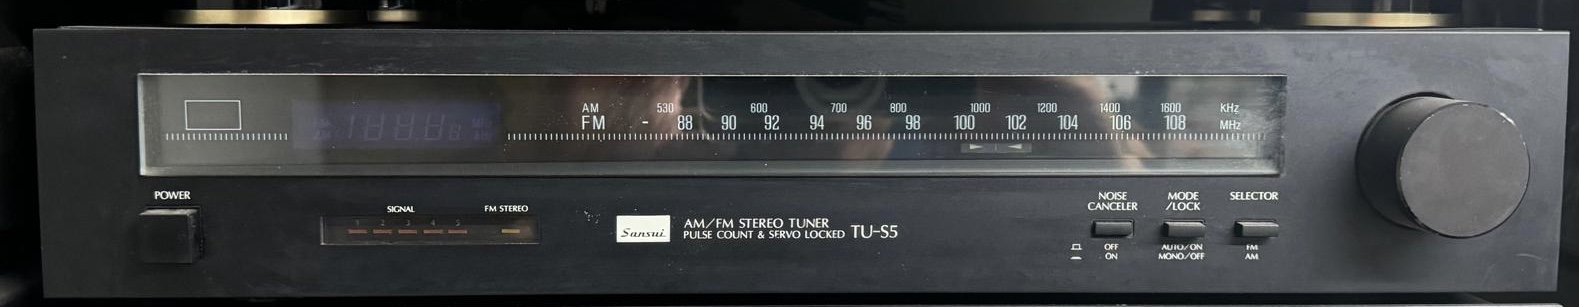 AM 530 600 700 800 1000 1200 1400 1600 KHz
FM - 88 90 92 94 96 98 100 102 104 106 108 MHz
POWER
SIGNAL
FM STEREO
1 2 3 4 5
Sansui
AM/FM STEREO TUNER
PULSE COUNT & SERVO LOCKED TU-S5
NOISE
CANCELER
OFF
ON
MODE
/LOCK
AUTO/ON
MONO/OFF
SELECTOR
FM
AM